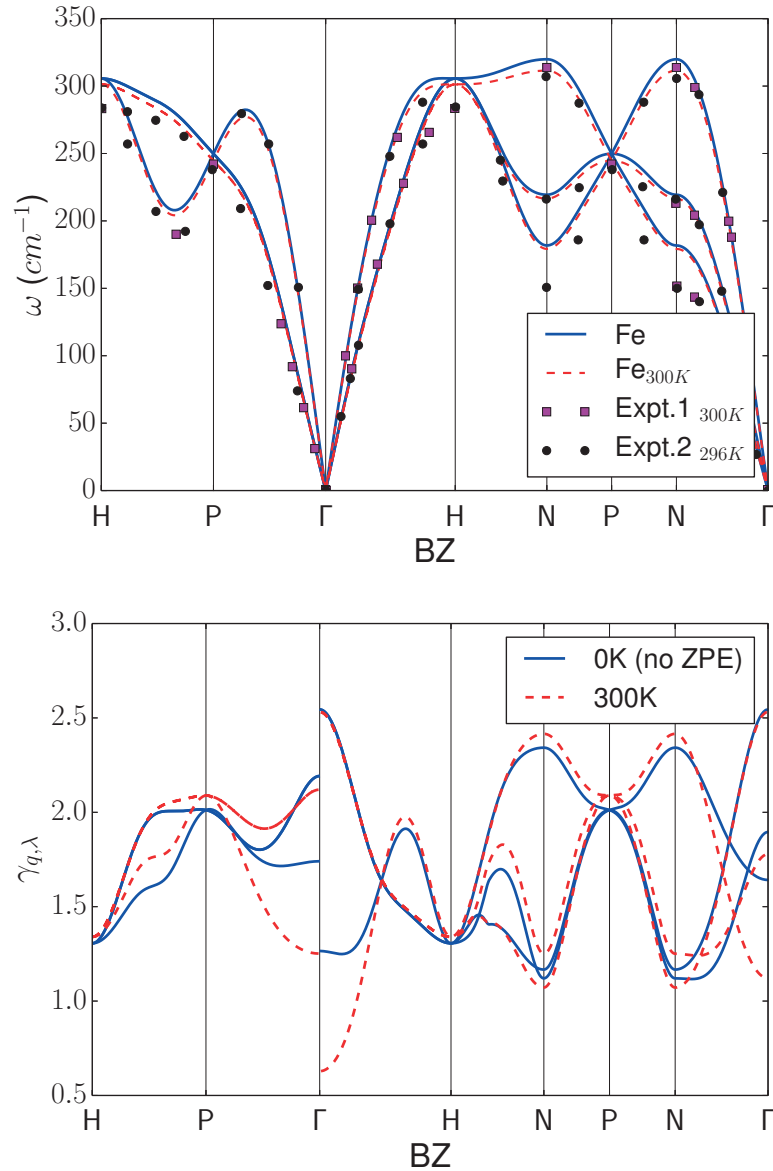 350
300
250
200
150
100
50
0
ω (cm⁻¹)
Fe
Fe₃₀₀K
Expt.1 ₃₀₀K
Expt.2 ₂₉₆K
H P Γ H N P N Γ
BZ
3.0
2.5
2.0
1.5
1.0
0.5
γq,λ
0K (no ZPE)
300K
H P Γ H N P N Γ
BZ